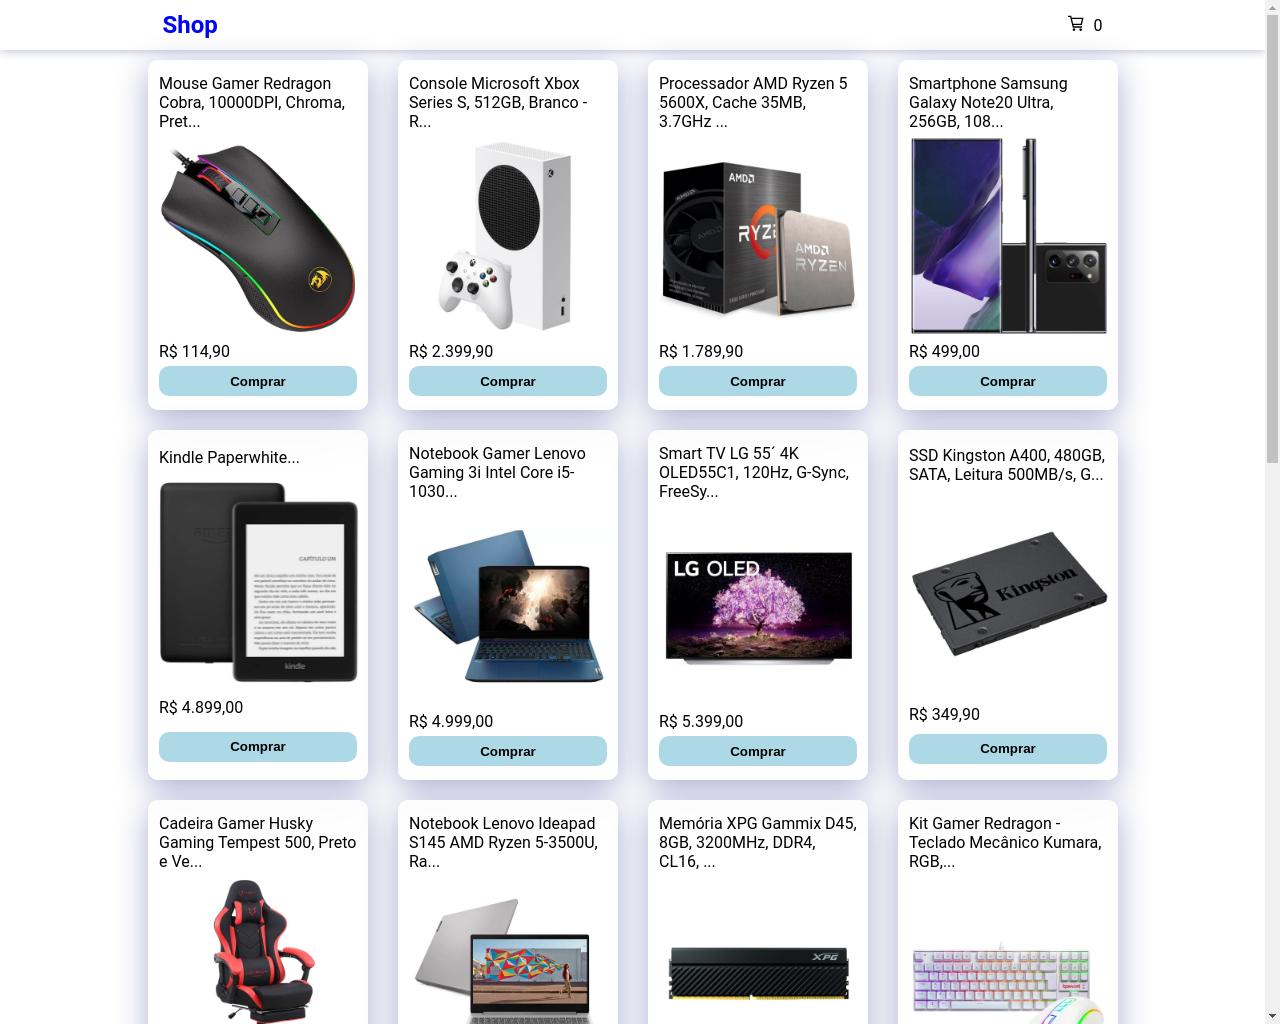 Shop
0
Mouse Gamer Redragon
Cobra, 10000DPI, Chroma,
Pret...
R$ 114,90
Comprar
Console Microsoft Xbox
Series S, 512GB, Branco -
R...
R$ 2.399,90
Comprar
Processador AMD Ryzen 5
5600X, Cache 35MB,
3.7GHz ...
AMD
RYZE
AMD
RYZEN
R$ 1.789,90
Comprar
Smartphone Samsung
Galaxy Note20 Ultra,
256GB, 108...
R$ 499,00
Comprar
Kindle Paperwhite...
CAPÍTULO UM
kindle
R$ 4.899,00
Comprar
Notebook Gamer Lenovo
Gaming 3i Intel Core i5-
1030...
R$ 4.999,00
Comprar
Smart TV LG 55´ 4K
OLED55C1, 120Hz, G-Sync,
FreeSy...
LG OLED
R$ 5.399,00
Comprar
SSD Kingston A400, 480GB,
SATA, Leitura 500MB/s, G...
Kingston
R$ 349,90
Comprar
Cadeira Gamer Husky
Gaming Tempest 500, Preto
e Ve...
Notebook Lenovo Ideapad
S145 AMD Ryzen 5-3500U,
Ra...
Memória XPG Gammix D45,
8GB, 3200MHz, DDR4,
CL16, ...
XPG
Kit Gamer Redragon -
Teclado Mecânico Kumara,
RGB,...